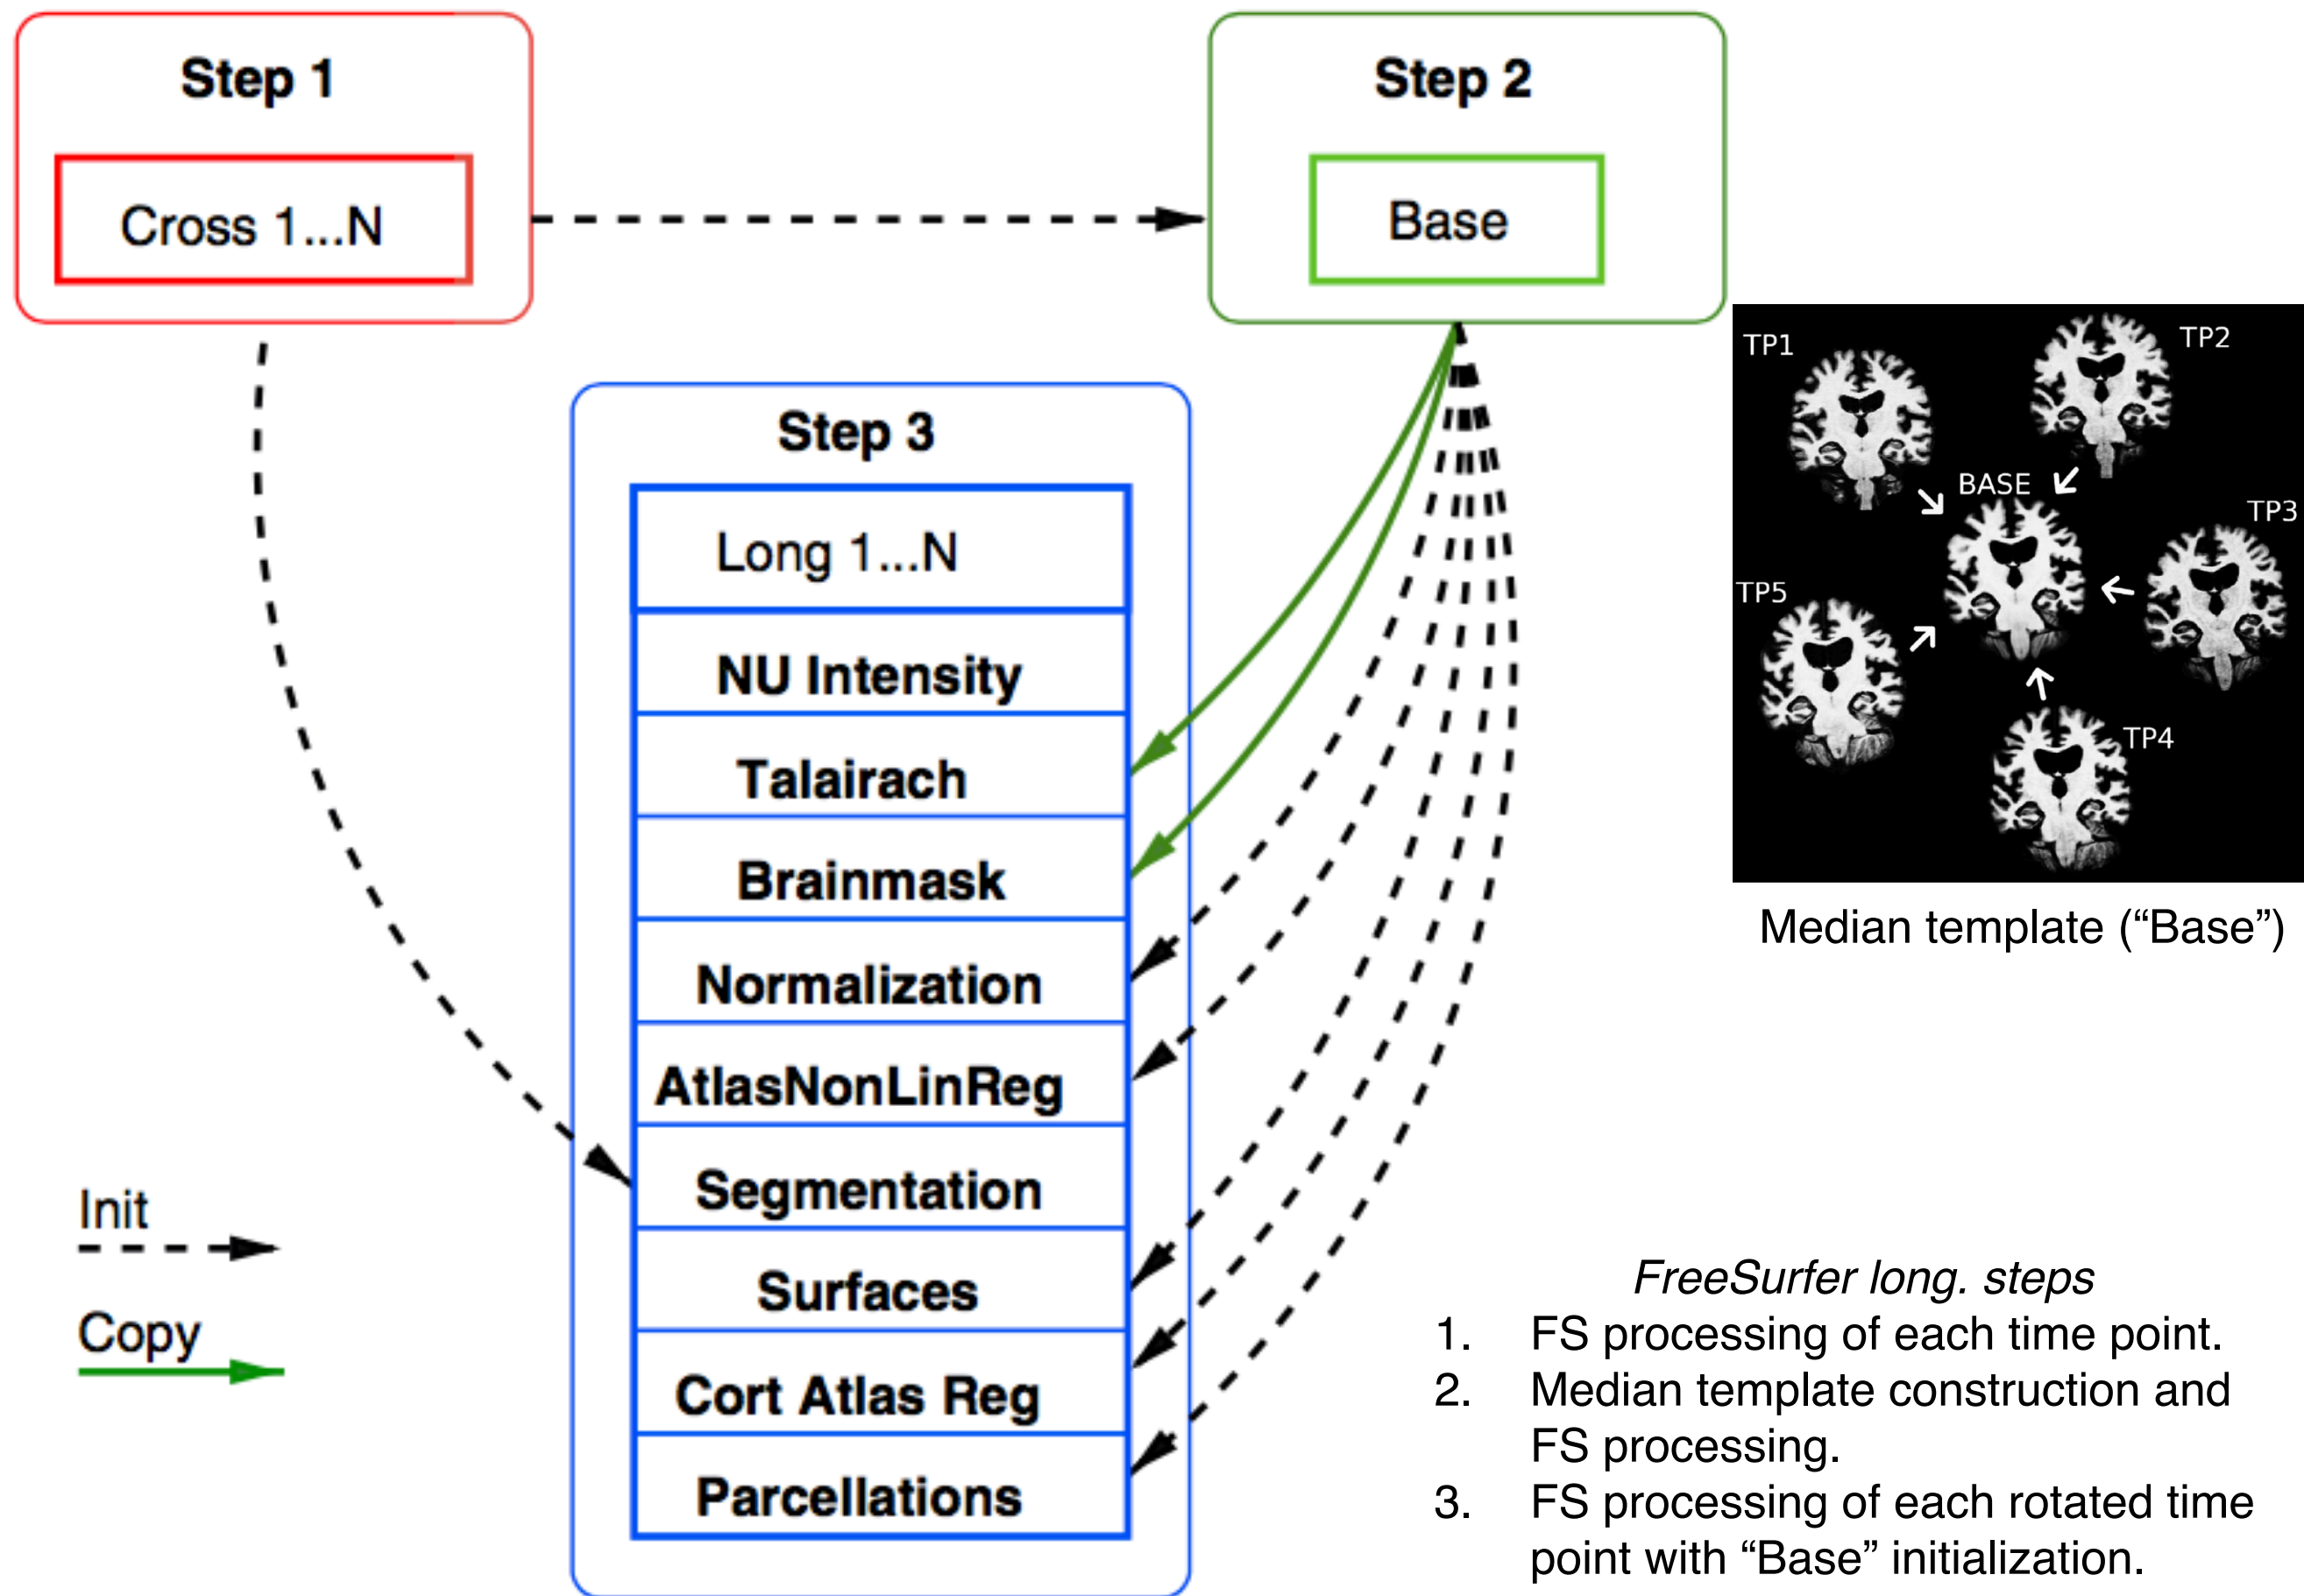 Step 1
Cross 1...N
Step 2
Base
Step 3
Long 1...N
NU Intensity
Talairach
Brainmask
Normalization
AtlasNonLinReg
Segmentation
Surfaces
Cort Atlas Reg
Parcellations
Init
Copy
TP1
TP2
BASE
TP3
TP5
TP4
Median template (“Base”)
FreeSurfer long. steps
1. FS processing of each time point.
2. Median template construction and
FS processing.
3. FS processing of each rotated time
point with “Base” initialization.